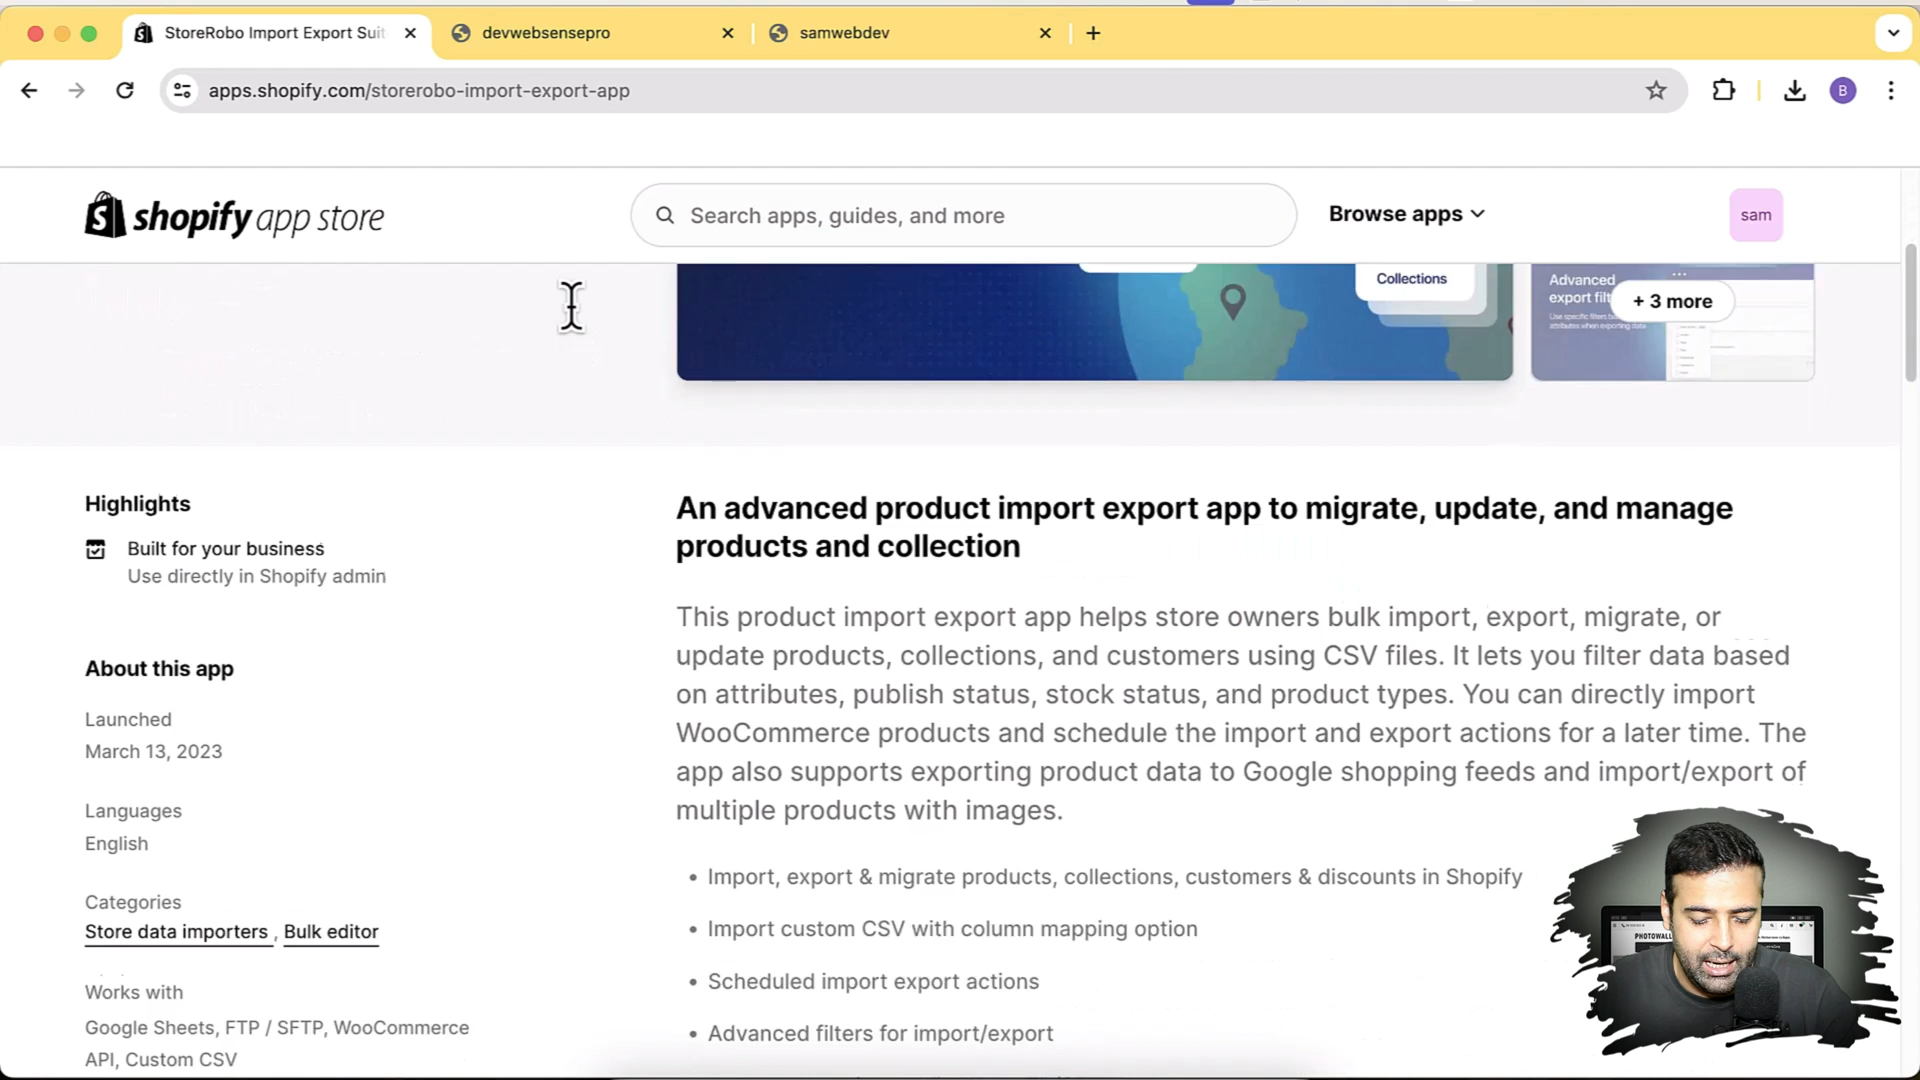 StoreRobo Import Export Suit
devwebsensepro
samwebdev
apps.shopify.com/storerobo-import-export-app
B
shopify app store
Search apps, guides, and more
Browse apps
sam
Collections
Advanced
export filt
+ 3 more
Highlights
Built for your business
Use directly in Shopify admin
About this app
Launched
March 13, 2023
Languages
English
Categories
Store data importers , Bulk editor
Works with
Google Sheets, FTP / SFTP, WooCommerce
API, Custom CSV
An advanced product import export app to migrate, update, and manage
products and collection
This product import export app helps store owners bulk import, export, migrate, or
update products, collections, and customers using CSV files. It lets you filter data based
on attributes, publish status, stock status, and product types. You can directly import
WooCommerce products and schedule the import and export actions for a later time. The
app also supports exporting product data to Google shopping feeds and import/export of
multiple products with images.
• Import, export & migrate products, collections, customers & discounts in Shopify
• Import custom CSV with column mapping option
• Scheduled import export actions
• Advanced filters for import/export